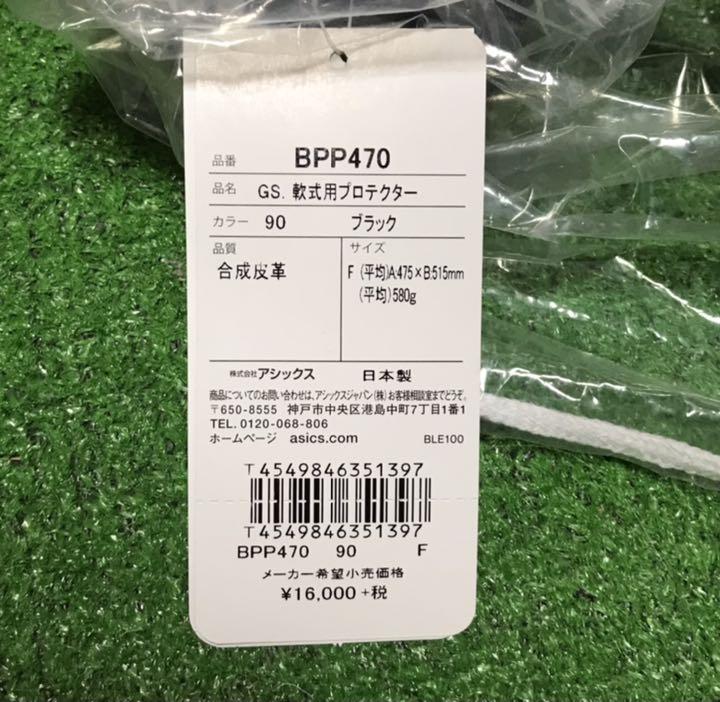 品番 BPP470
品名 GS. 軟式用プロテクター
カラー 90 ブラック
品質 サイズ
合成皮革 F (平均)A:475×B:515mm
(平均)580g
株式会社アシックス 日本製
商品についてのお問い合わせは、アシックスジャパン(株)お客様相談室までどうぞ。
〒650-8555 神戸市中央区港島中町7丁目1番1
TEL. 0120-068-806
ホームページ asics.com BLE100
T4549846351397
T4549846351397
BPP470 90 F
メーカー希望小売価格
¥16,000 +税